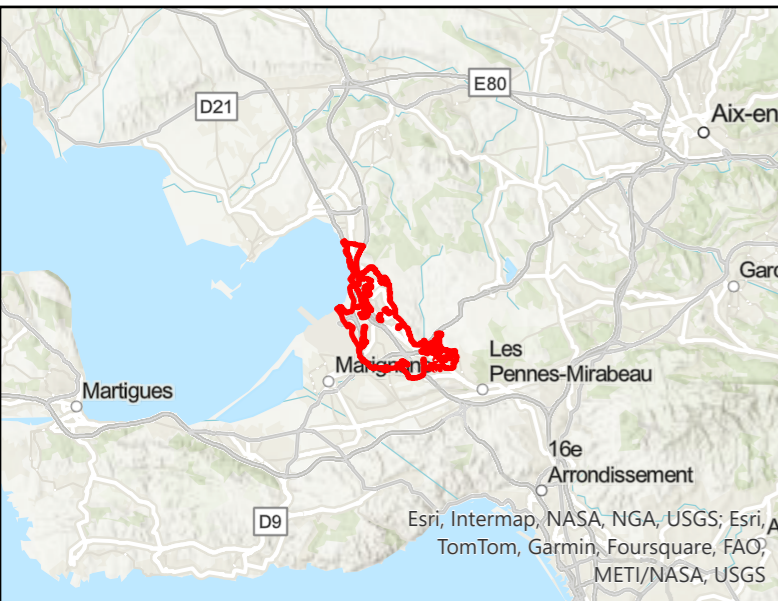 E80
D21
Aix-en
Gard
Les
Pennes-Mirabeau
Martigues
16e
Arrondissement
D9
Esri, Intermap, NASA, NGA, USGS; Esri,
TomTom, Garmin, Foursquare, FAO,
METI/NASA, USGS